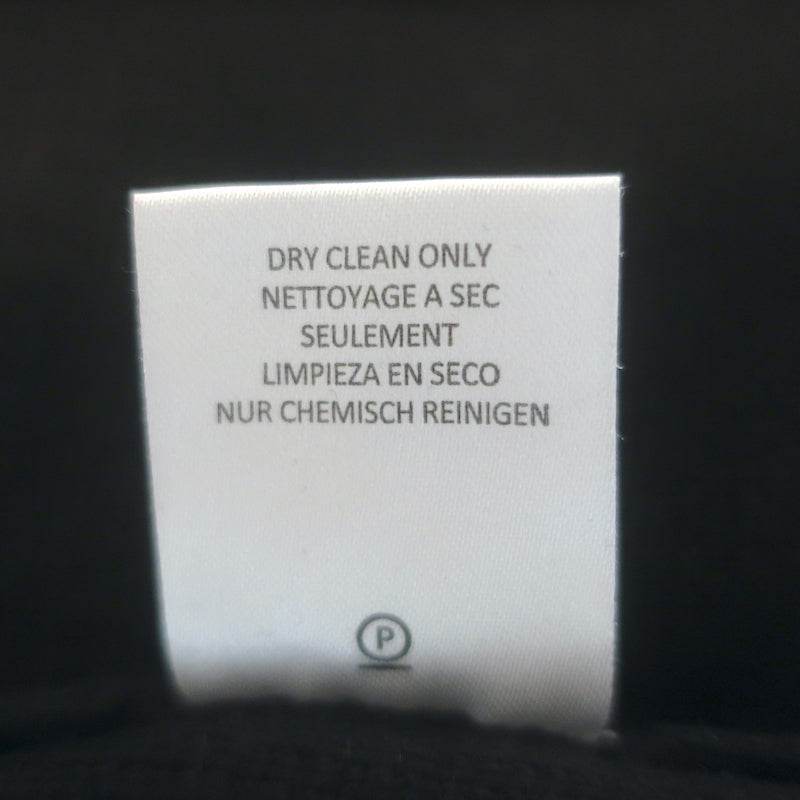 DRY CLEAN ONLY
NETTOYAGE A SEC
SEULEMENT
LIMPIEZA EN SECO
NUR CHEMISCH REINIGEN
P